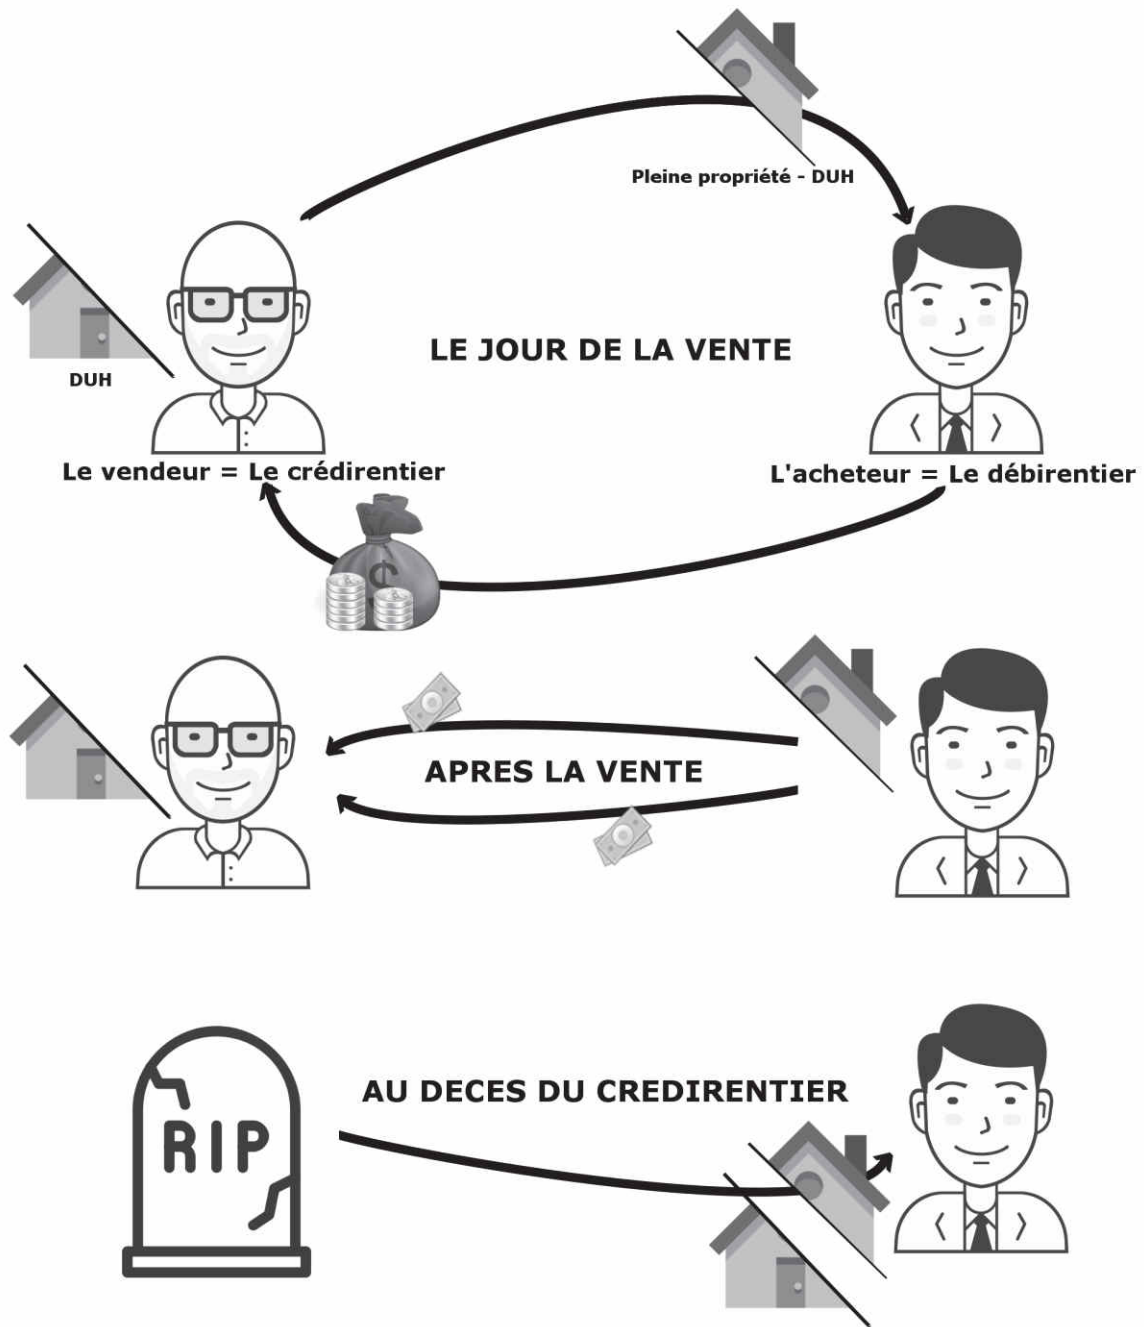 Pleine propriété - DUH
LE JOUR DE LA VENTE
DUH
Le vendeur = Le crédirentier
L'acheteur = Le débirentier
APRES LA VENTE
AU DECES DU CREDIRENTIER
RIP